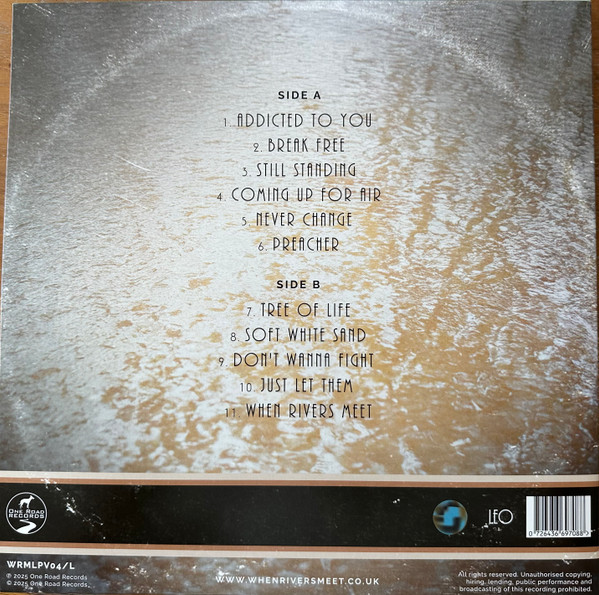 SIDE A
1. ADDICTED TO YOU
2. BREAK FREE
3. STILL STANDING
4. COMING UP FOR AIR
5. NEVER CHANGE
6. PREACHER
SIDE B
7. TREE OF LIFE
8. SOFT WHITE SAND
9. DON'T WANNA FIGHT
10. JUST LET THEM
11. WHEN RIVERS MEET
ONE ROAD
RECORDS
LEO
0 726436 697088
WRMLPV04/L
℗ 2025 One Road Records
© 2025 One Road Records
WWW.WHENRIVERSMEET.CO.UK
All rights reserved. Unauthorised copying,
hiring, lending, public performance and
broadcasting of this recording prohibited.